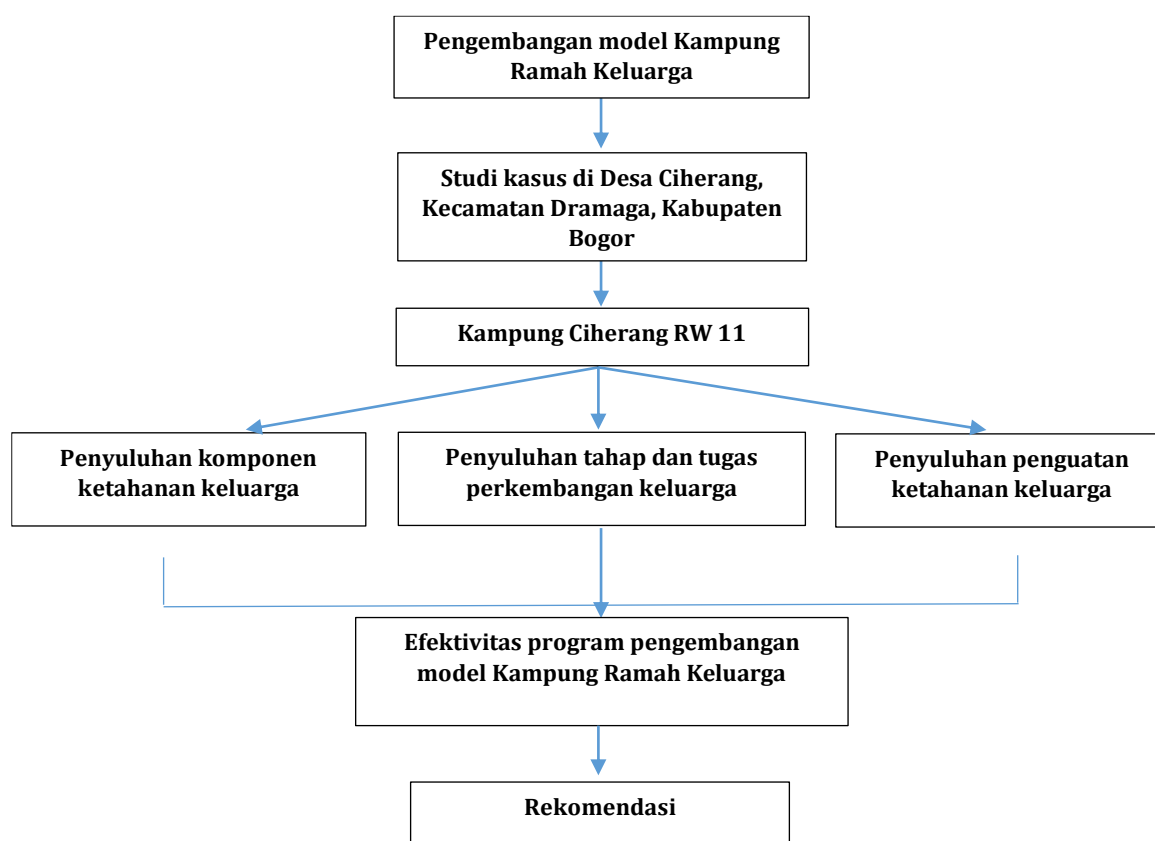 Pengembangan model Kampung
Ramah Keluarga
Studi kasus di Desa Ciherang,
Kecamatan Dramaga, Kabupaten
Bogor
Kampung Ciherang RW 11
Penyuluhan komponen
ketahanan keluarga
Penyuluhan tahap dan tugas
perkembangan keluarga
Penyuluhan penguatan
ketahanan keluarga
Efektivitas program pengembangan
model Kampung Ramah Keluarga
Rekomendasi